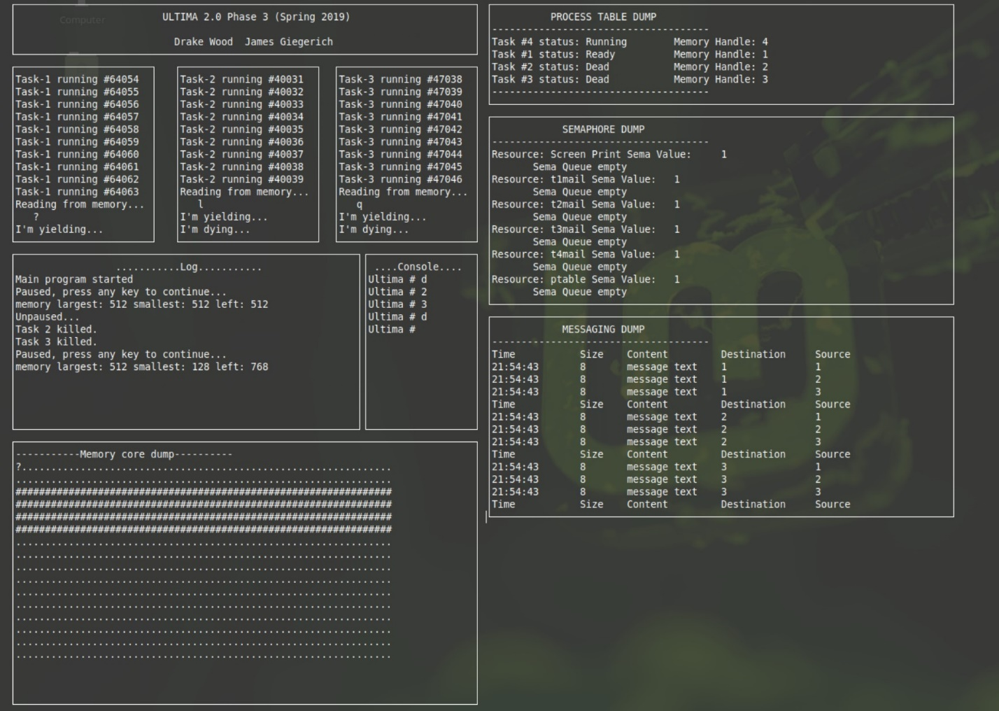 Computer
ULTIMA 2.0 Phase 3 (Spring 2019)
Drake Wood  James Giegerich
Task-1 running #64054
Task-1 running #64055
Task-1 running #64056
Task-1 running #64057
Task-1 running #64058
Task-1 running #64059
Task-1 running #64060
Task-1 running #64061
Task-1 running #64062
Task-1 running #64063
Reading from memory...
?
I'm yielding...
Task-2 running #40031
Task-2 running #40032
Task-2 running #40033
Task-2 running #40034
Task-2 running #40035
Task-2 running #40036
Task-2 running #40037
Task-2 running #40038
Task-2 running #40039
Reading from memory...
l
I'm yielding...
I'm dying...
Task-3 running #47038
Task-3 running #47039
Task-3 running #47040
Task-3 running #47041
Task-3 running #47042
Task-3 running #47043
Task-3 running #47044
Task-3 running #47045
Task-3 running #47046
Reading from memory...
q
I'm yielding...
I'm dying...
...........Log...........
Main program started
Paused, press any key to continue...
memory largest: 512 smallest: 512 left: 512
Unpaused...
Task 2 killed.
Task 3 killed.
Paused, press any key to continue...
memory largest: 512 smallest: 128 left: 768
....Console....
Ultima # d
Ultima # 2
Ultima # 3
Ultima # d
Ultima #
-----------Memory core dump----------
?...............................................................
................................................................
################################################################
################################################################
################################################################
################################################################
................................................................
................................................................
................................................................
................................................................
................................................................
................................................................
................................................................
................................................................
................................................................
................................................................
PROCESS TABLE DUMP
-------------------------------------
Task #4 status: Running        Memory Handle: 4
Task #1 status: Ready          Memory Handle: 1
Task #2 status: Dead           Memory Handle: 2
Task #3 status: Dead           Memory Handle: 3
-------------------------------------
SEMAPHORE DUMP
-------------------------------------
Resource: Screen Print Sema Value:     1
Sema Queue empty
Resource: t1mail Sema Value:   1
Sema Queue empty
Resource: t2mail Sema Value:   1
Sema Queue empty
Resource: t3mail Sema Value:   1
Sema Queue empty
Resource: t4mail Sema Value:   1
Sema Queue empty
Resource: ptable Sema Value:   1
Sema Queue empty
MESSAGING DUMP
-------------------------------------
Time           Size    Content         Destination     Source
21:54:43       8       message text    1               1
21:54:43       8       message text    1               2
21:54:43       8       message text    1               3
Time           Size    Content         Destination     Source
21:54:43       8       message text    2               1
21:54:43       8       message text    2               2
21:54:43       8       message text    2               3
Time           Size    Content         Destination     Source
21:54:43       8       message text    3               1
21:54:43       8       message text    3               2
21:54:43       8       message text    3               3
Time           Size    Content         Destination     Source